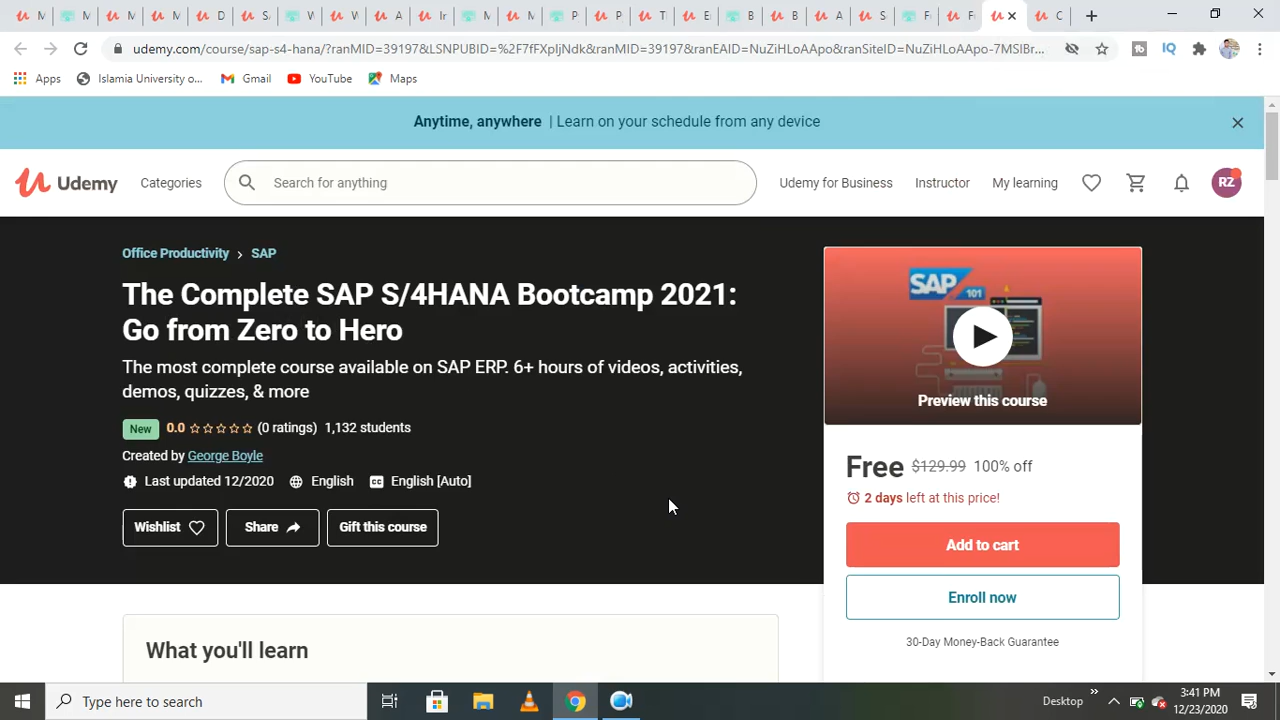 udemy.com/course/sap-s4-hana/?ranMID=39197&LSNPUBID=%2F7fFXpljNdk&ranMID=39197&ranEAID=NuZiHLoAApo&ranSiteID=NuZiHLoAApo-7MSlBr...
Apps
Islamia University o...
Gmail
YouTube
Maps
Anytime, anywhere | Learn on your schedule from any device
Udemy
Categories
Search for anything
Udemy for Business
Instructor
My learning
RZ
Office Productivity > SAP
The Complete SAP S/4HANA Bootcamp 2021:
Go from Zero to Hero
The most complete course available on SAP ERP. 6+ hours of videos, activities,
demos, quizzes, & more
New 0.0 (0 ratings) 1,132 students
Created by George Boyle
Last updated 12/2020 English English [Auto]
Wishlist
Share
Gift this course
SAP 101
Preview this course
Free $129.99 100% off
2 days left at this price!
Add to cart
Enroll now
30-Day Money-Back Guarantee
What you'll learn
Type here to search
Desktop
3:41 PM
12/23/2020